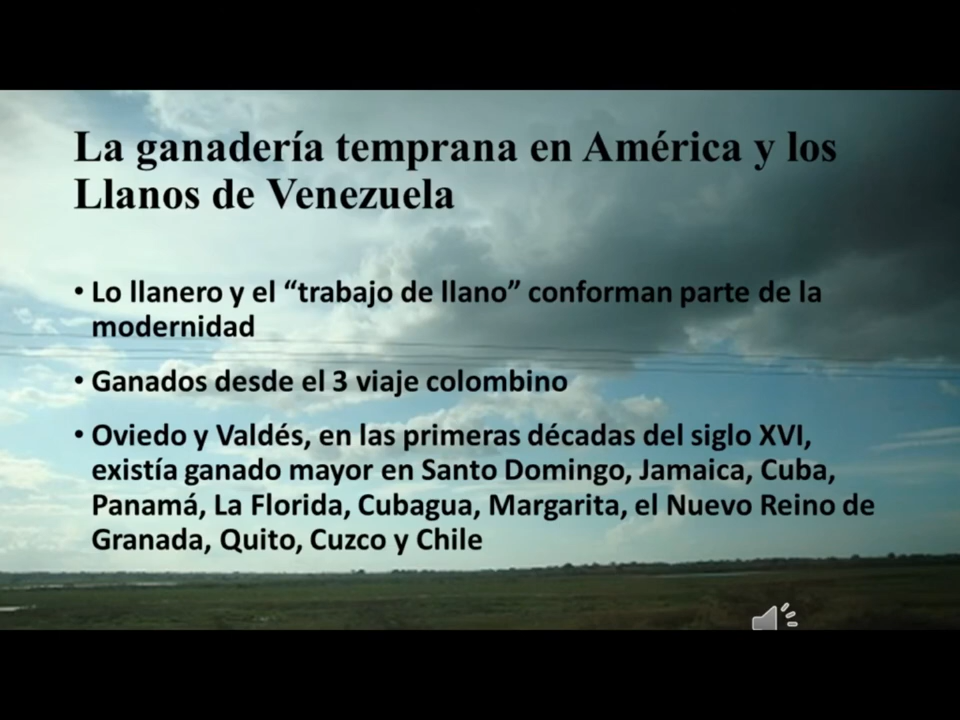 La ganadería temprana en América y los
Llanos de Venezuela
• Lo llanero y el “trabajo de llano” conforman parte de la
modernidad
• Ganados desde el 3 viaje colombino
• Oviedo y Valdés, en las primeras décadas del siglo XVI,
existía ganado mayor en Santo Domingo, Jamaica, Cuba,
Panamá, La Florida, Cubagua, Margarita, el Nuevo Reino de
Granada, Quito, Cuzco y Chile